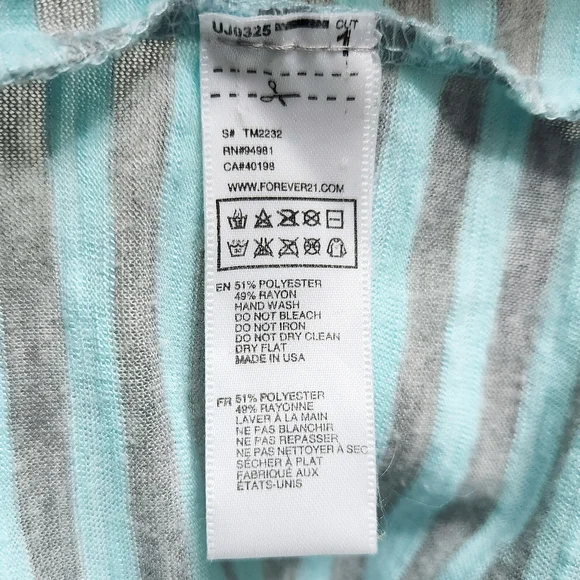 UJ0325 CUT
1
S# TM2232
RN#94981
CA#40198
WWW.FOREVER21.COM
EN 51% POLYESTER
49% RAYON
HAND WASH
DO NOT BLEACH
DO NOT IRON
DO NOT DRY CLEAN
DRY FLAT
MADE IN USA
FR 51% POLYESTER
49% RAYONNE
LAVER À LA MAIN
NE PAS BLANCHIR
NE PAS REPASSER
NE PAS NETTOYER À SEC
SÉCHER À PLAT
FABRIQUÉ AUX
ÉTATS-UNIS